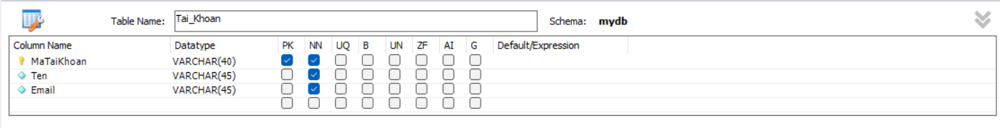 Table Name: Tai_Khoan Schema: mydb
Column Name Datatype PK NN UQ B UN ZF AI G Default/Expression
MaTaiKhoan VARCHAR(40)
Ten VARCHAR(45)
Email VARCHAR(45)